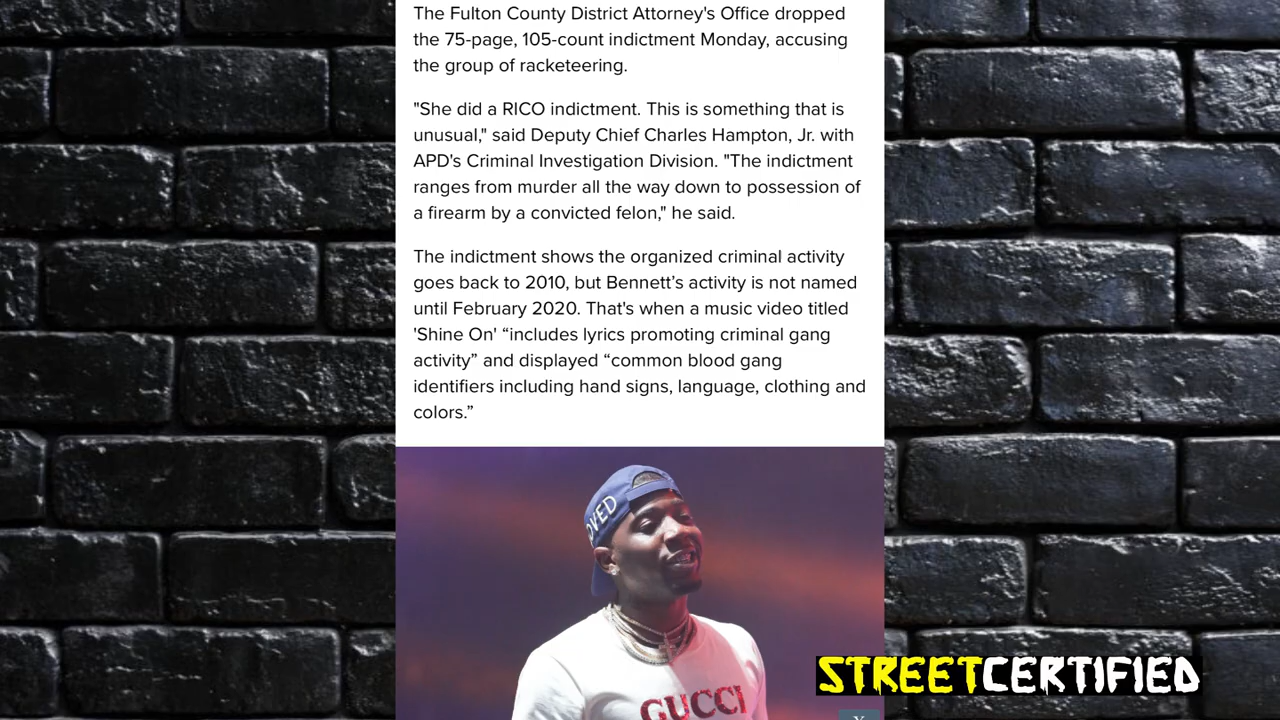 The Fulton County District Attorney's Office dropped
the 75-page, 105-count indictment Monday, accusing
the group of racketeering.
"She did a RICO indictment. This is something that is
unusual," said Deputy Chief Charles Hampton, Jr. with
APD's Criminal Investigation Division. "The indictment
ranges from murder all the way down to possession of
a firearm by a convicted felon," he said.
The indictment shows the organized criminal activity
goes back to 2010, but Bennett’s activity is not named
until February 2020. That's when a music video titled
'Shine On' “includes lyrics promoting criminal gang
activity” and displayed “common blood gang
identifiers including hand signs, language, clothing and
colors.”
OVED
GUCCI
STREETCERTIFIED